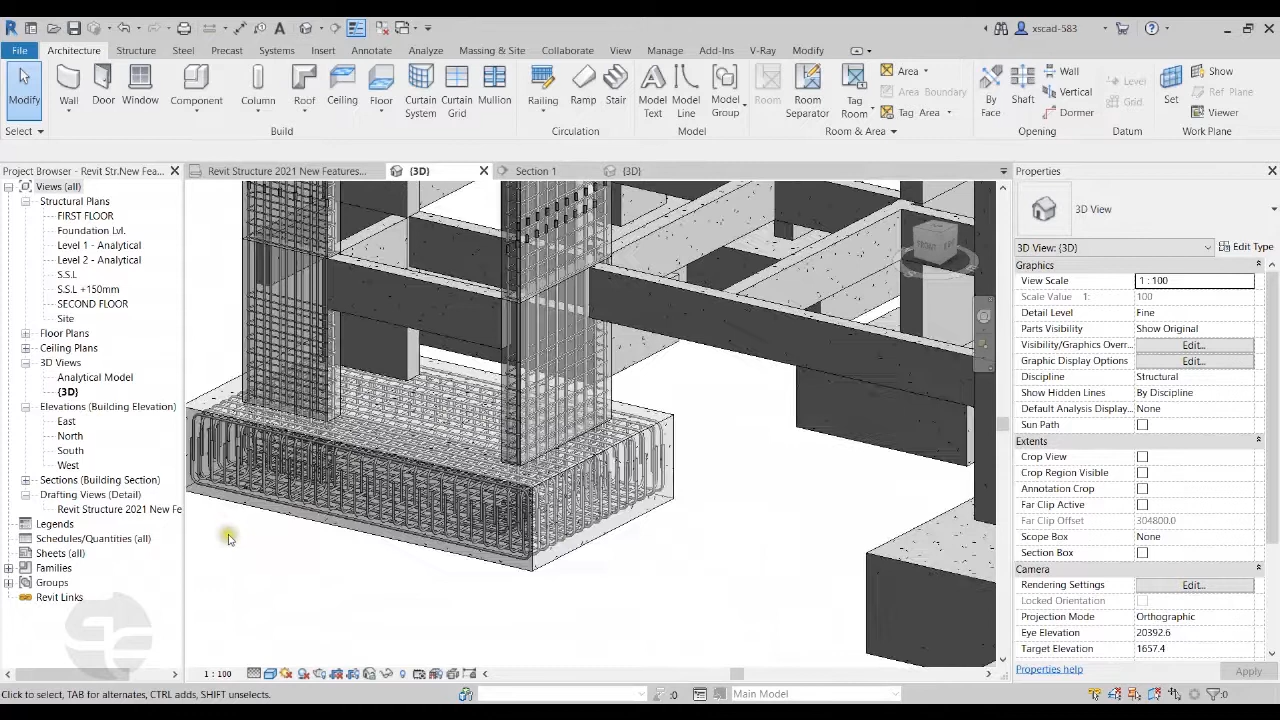 xscad-583
File
Architecture
Structure
Steel
Precast
Systems
Insert
Annotate
Analyze
Massing & Site
Collaborate
View
Manage
Add-Ins
V-Ray
Modify
Modify
Wall
Door
Window
Component
Column
Roof
Ceiling
Floor
Curtain System
Curtain Grid
Mullion
Railing
Ramp
Stair
Model Text
Model Line
Model Group
Room
Room Separator
Tag Room
Area
Area Boundary
Tag Area
By Face
Shaft
Wall
Vertical
Dormer
Level
Grid
Set
Show
Ref Plane
Viewer
Select
Build
Circulation
Model
Room & Area
Opening
Datum
Work Plane
Project Browser - Revit Str.New Fea...
Revit Structure 2021 New Features...
{3D}
Section 1
{3D}
Properties
Views (all)
Structural Plans
FIRST FLOOR
Foundation Lvl.
Level 1 - Analytical
Level 2 - Analytical
S.S.L
S.S.L +150mm
SECOND FLOOR
Site
Floor Plans
Ceiling Plans
3D Views
Analytical Model
{3D}
Elevations (Building Elevation)
East
North
South
West
Sections (Building Section)
Drafting Views (Detail)
Revit Structure 2021 New Fe
Legends
Schedules/Quantities (all)
Sheets (all)
Families
Groups
Revit Links
FRONT
3D View
3D View: {3D}
Edit Type
Graphics
View Scale 1 : 100
Scale Value 1: 100
Detail Level Fine
Parts Visibility Show Original
Visibility/Graphics Overr... Edit...
Graphic Display Options Edit...
Discipline Structural
Show Hidden Lines By Discipline
Default Analysis Display... None
Sun Path
Extents
Crop View
Crop Region Visible
Annotation Crop
Far Clip Active
Far Clip Offset 304800.0
Scope Box None
Section Box
Camera
Rendering Settings Edit...
Locked Orientation
Projection Mode Orthographic
Eye Elevation 20392.6
Target Elevation 1657.4
Properties help
Apply
1 : 100
Click to select, TAB for alternates, CTRL adds, SHIFT unselects.
:0
Main Model
:0